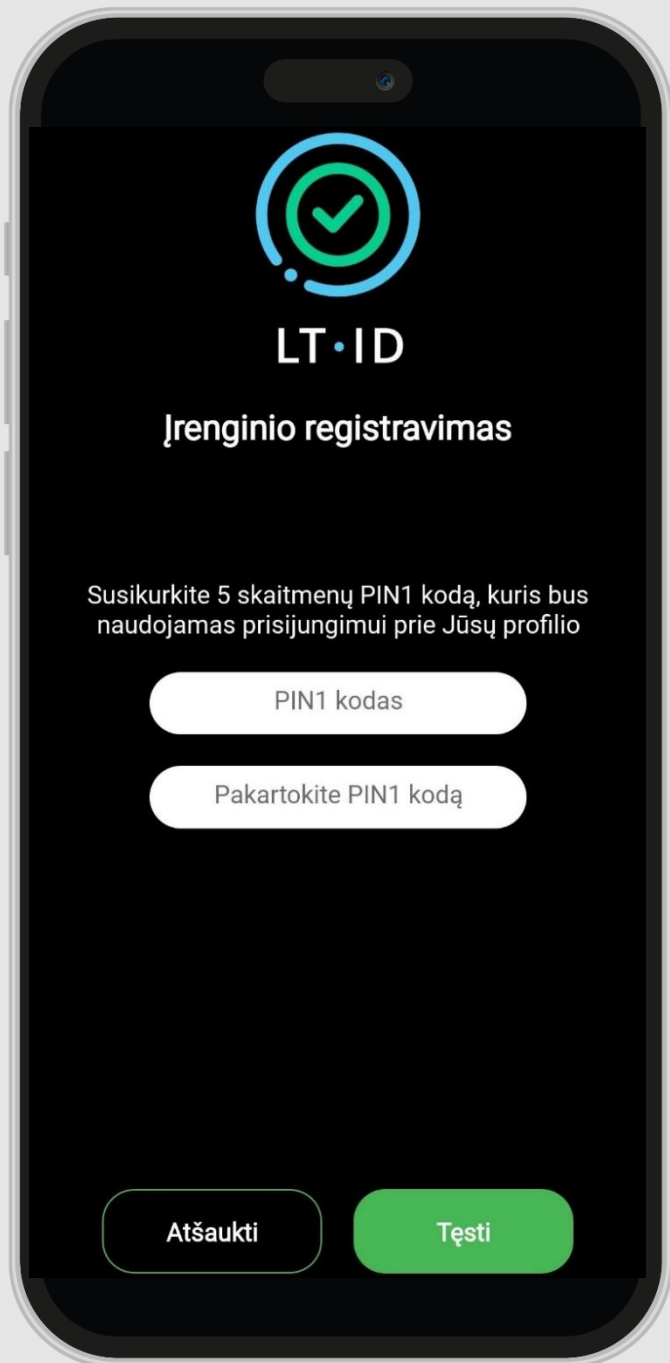 LT·ID
Įrenginio registravimas
Susikurkite 5 skaitmenų PIN1 kodą, kuris bus
naudojamas prisijungimui prie Jūsų profilio
PIN1 kodas
Pakartokite PIN1 kodą
Atšaukti
Tęsti